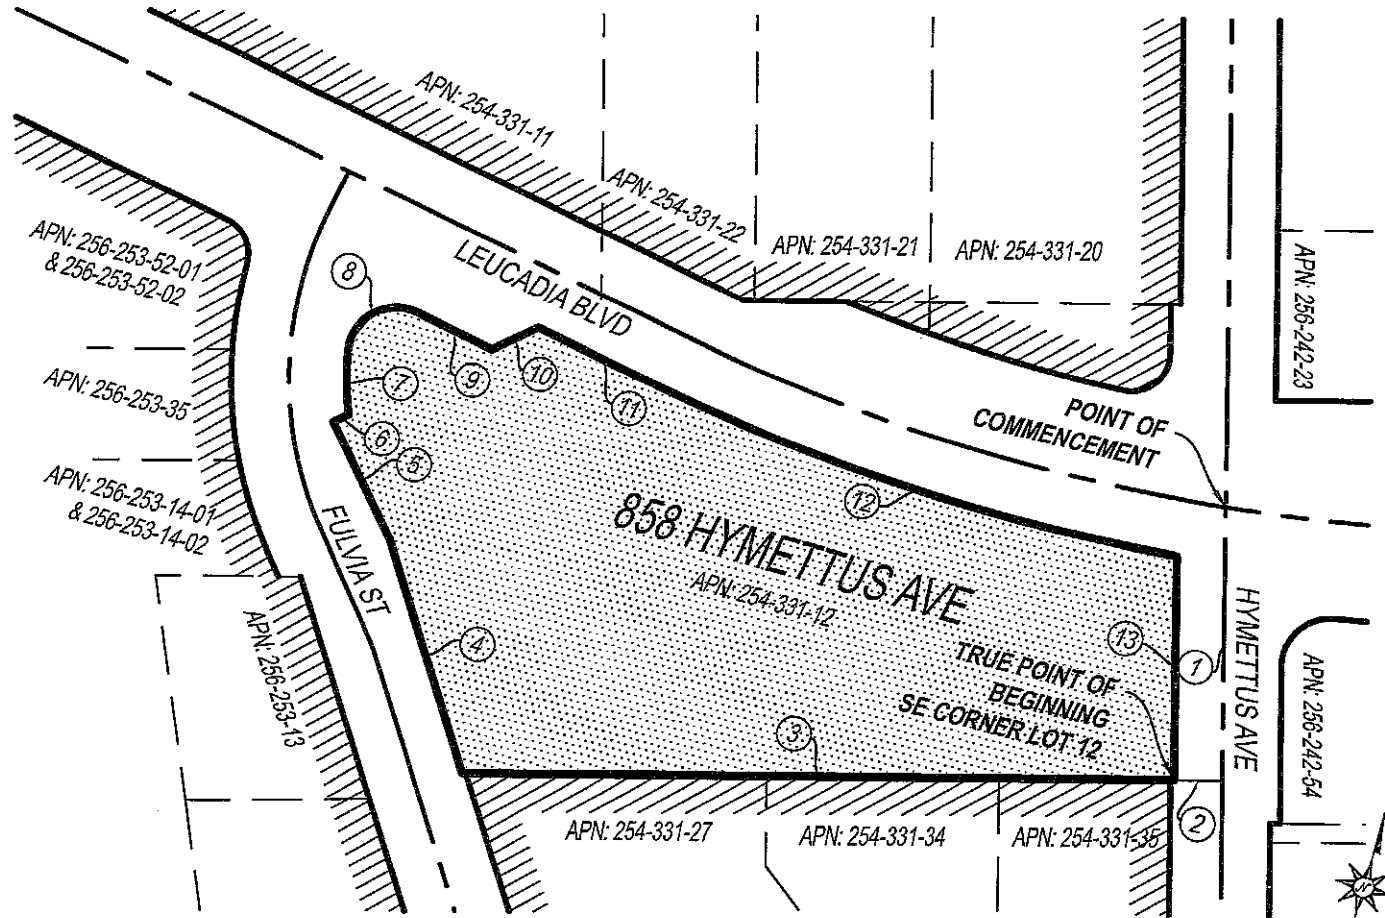 APN: 254-331-11
APN: 254-331-22
APN: 254-331-21
APN: 254-331-20
APN: 256-253-52-01
& 256-253-52-02
LEUCADIA BLVD
APN: 256-242-23
8
9
10
11
7
6
5
APN: 256-253-35
POINT OF
COMMENCEMENT
APN: 256-253-14-01
& 256-253-14-02
FULVIA ST
12
858 HYMETTUS AVE
APN: 254-331-12
4
13
1
HYMETTUS AVE
TRUE POINT OF
BEGINNING
SE CORNER LOT 12
APN: 256-253-13
3
APN: 256-242-54
2
APN: 254-331-27
APN: 254-331-34
APN: 254-331-35
N